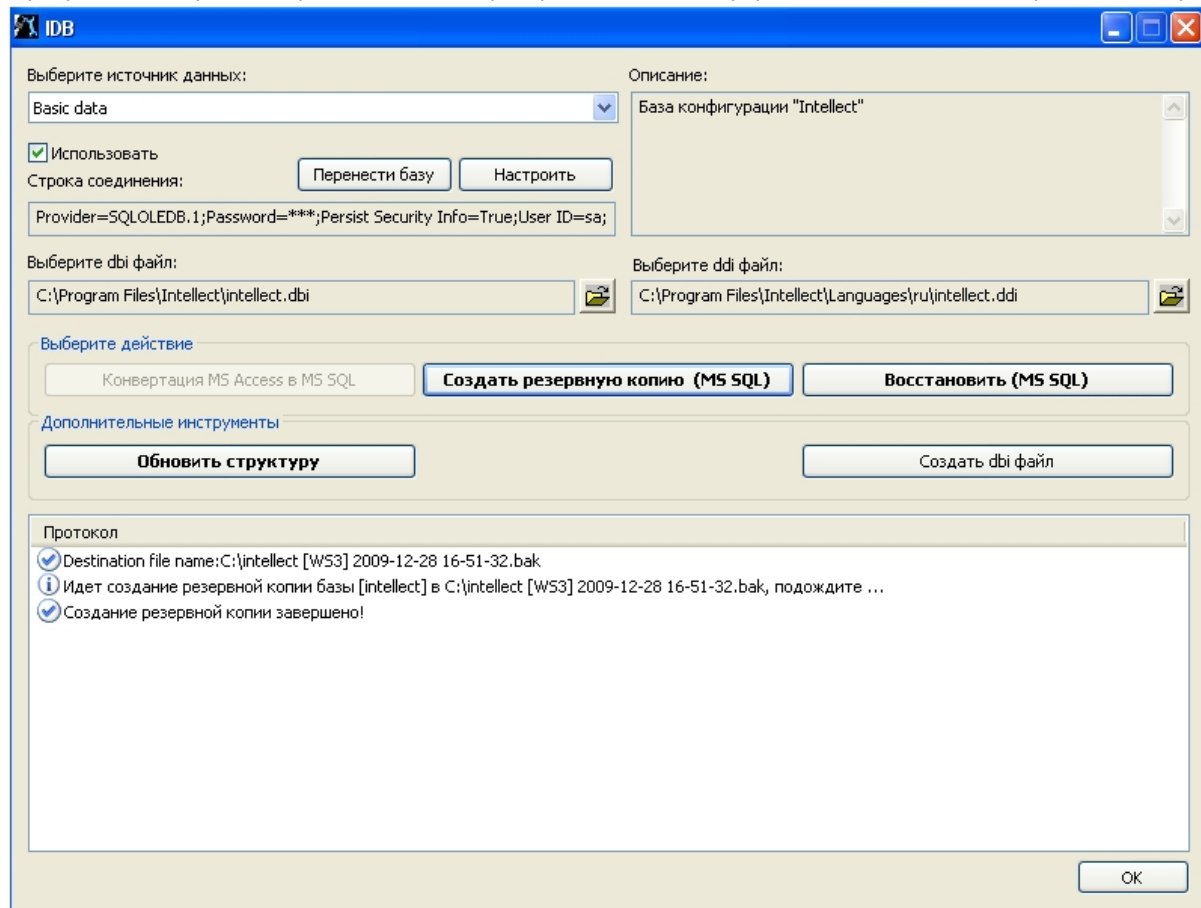 IDB
Выберите источник данных:
Описание:
Basic data
База конфигурации "Intellect"
Использовать
Строка соединения:
Перенести базу
Настроить
Provider=SQLOLEDB.1;Password=***;Persist Security Info=True;User ID=sa;
Выберите dbi файл:
Выберите ddi файл:
C:\Program Files\Intellect\intellect.dbi
C:\Program Files\Intellect\Languages\ru\intellect.ddi
Выберите действие
Конвертация MS Access в MS SQL
Создать резервную копию (MS SQL)
Восстановить (MS SQL)
Дополнительные инструменты
Обновить структуру
Создать dbi файл
Протокол
Destination file name:C:\intellect [WS3] 2009-12-28 16-51-32.bak
Идет создание резервной копии базы [intellect] в C:\intellect [WS3] 2009-12-28 16-51-32.bak, подождите ...
Создание резервной копии завершено!
OK